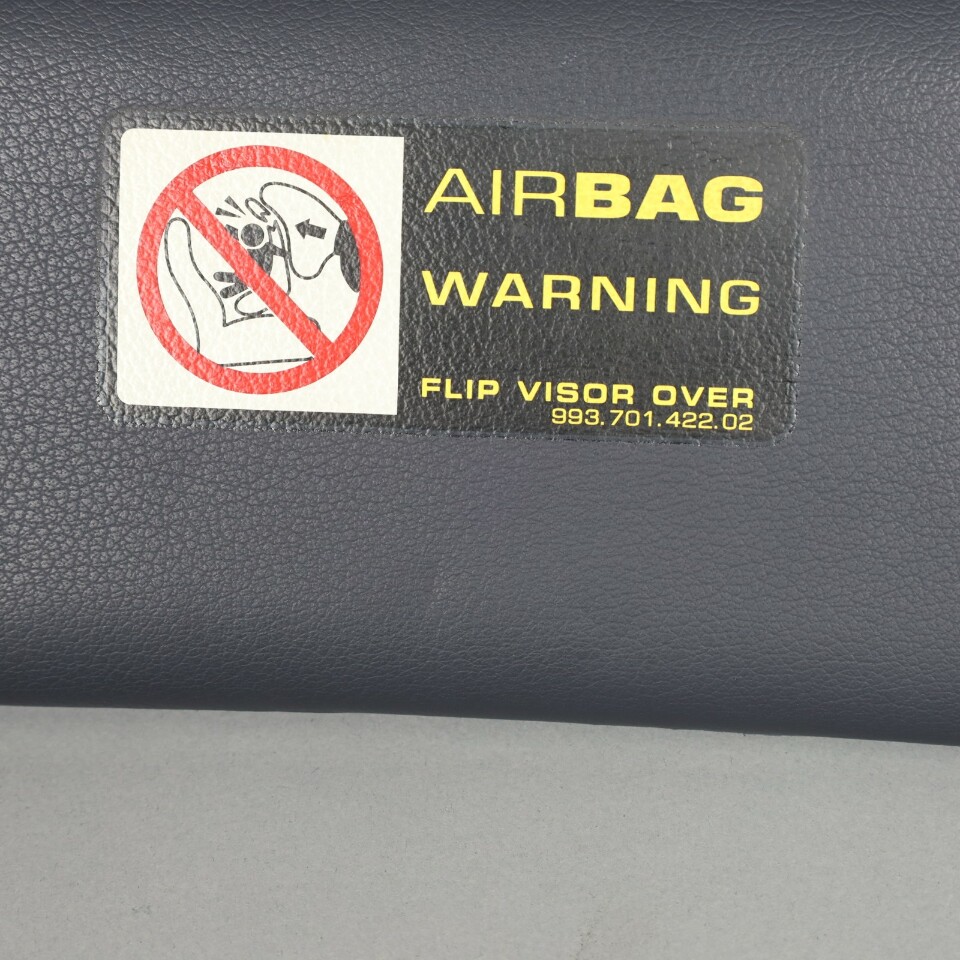 AIRBAG
WARNING
FLIP VISOR OVER
993.701.422.02